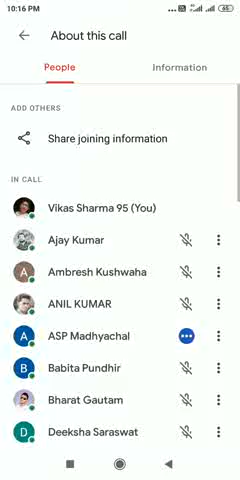 10:16 PM
65
About this call
People
Information
ADD OTHERS
Share joining information
IN CALL
Vikas Sharma 95 (You)
Ajay Kumar
A
Ambresh Kushwaha
ANIL KUMAR
A
ASP Madhyachal
B
Babita Pundhir
Bharat Gautam
D
Deeksha Saraswat